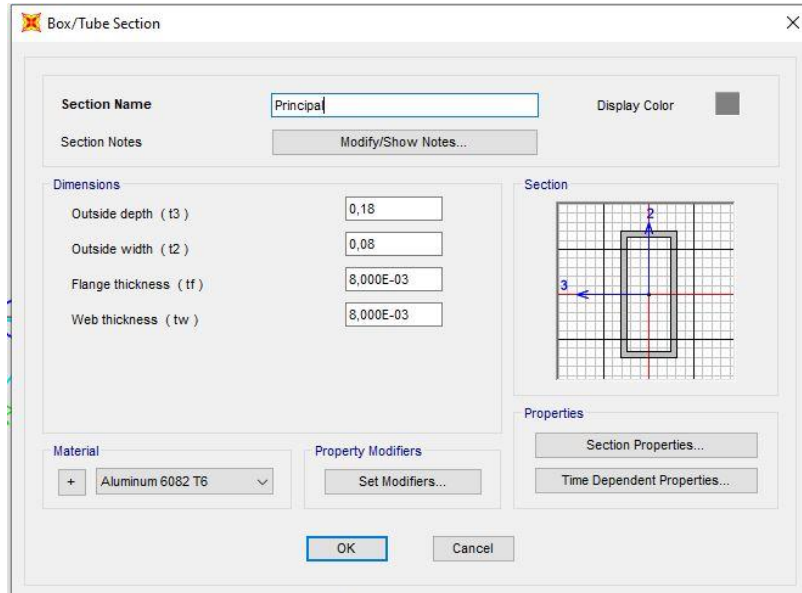 Box/Tube Section
Section Name Principal Display Color
Section Notes Modify/Show Notes...
Dimensions
Outside depth ( t3 ) 0,18
Outside width ( t2 ) 0,08
Flange thickness ( tf ) 8,000E-03
Web thickness ( tw ) 8,000E-03
Section
2
3
Properties
Section Properties...
Time Dependent Properties...
Material
+ Aluminum 6082 T6
Property Modifiers
Set Modifiers...
OK Cancel